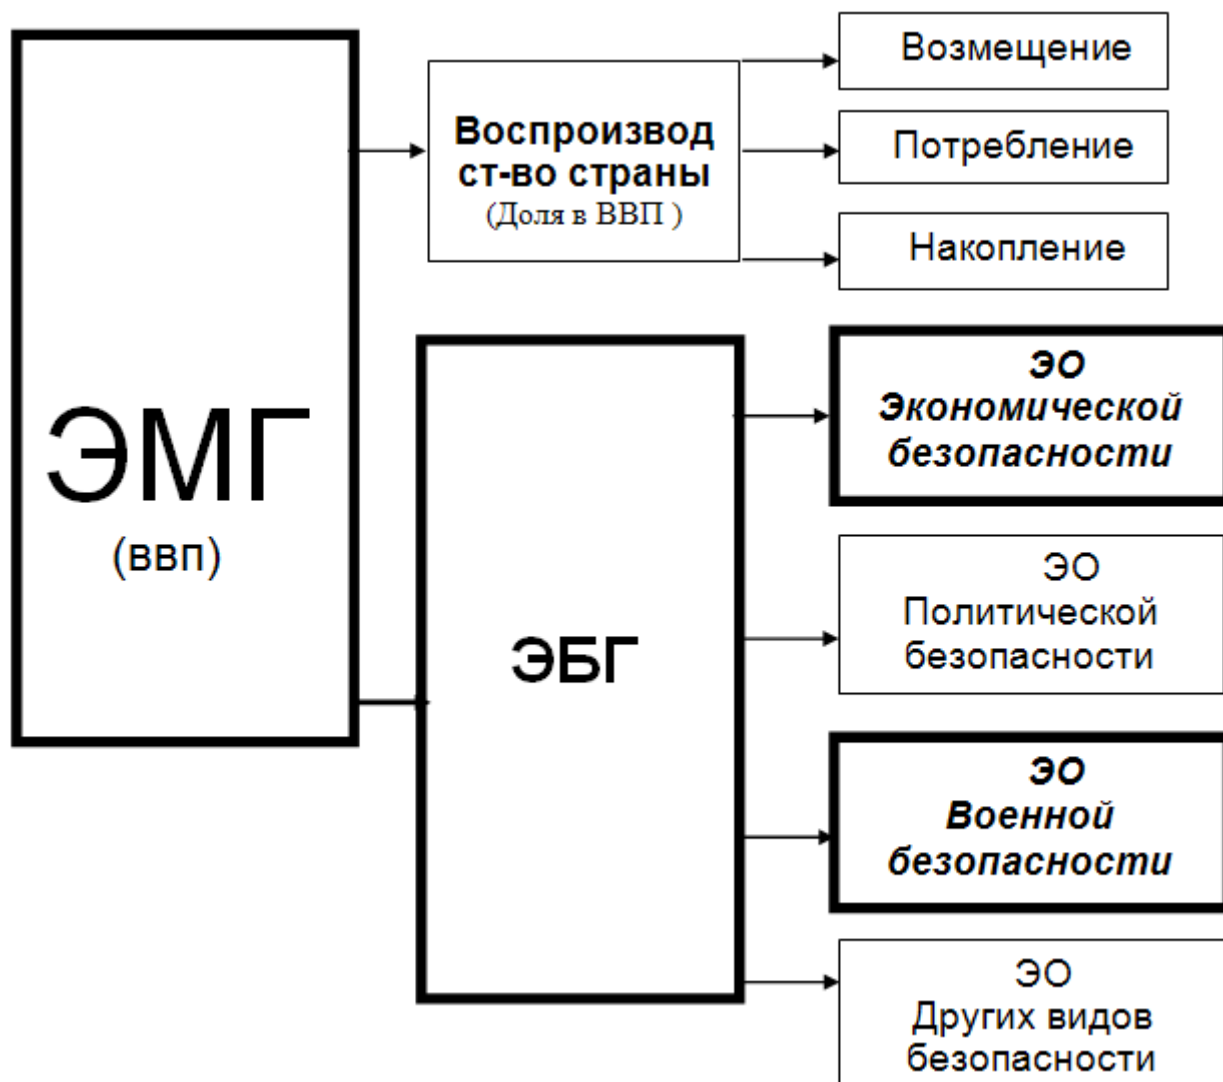 ЭМГ
(ввп)
Воспроизвод
ст-во страны
(Доля в ВВП )
Возмещение
Потребление
Накопление
ЭБГ
ЭО
Экономической
безопасности
ЭО
Политической
безопасности
ЭО
Военной
безопасности
ЭО
Других видов
безопасности